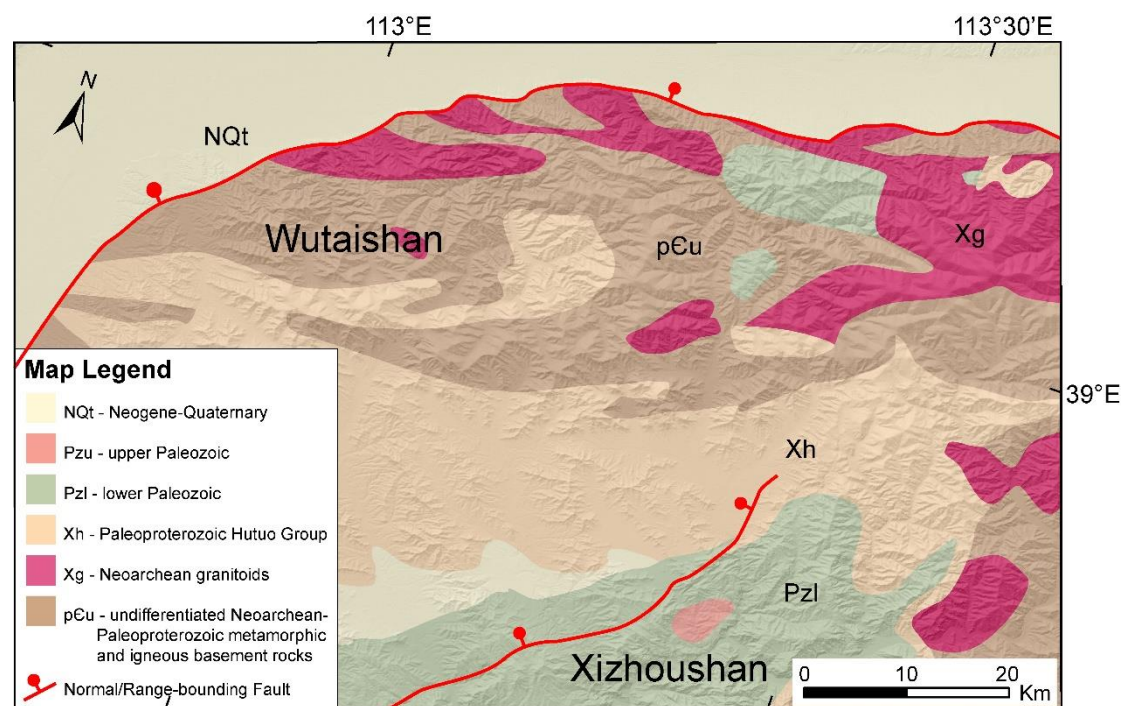 113°E
113°30'E
N
NQt
Wutaishan
pЄu
Xg
39°E
Xh
Pzl
Xizhoushan
Map Legend
NQt - Neogene-Quaternary
Pzu - upper Paleozoic
Pzl - lower Paleozoic
Xh - Paleoproterozoic Hutuo Group
Xg - Neoarchean granitoids
pЄu - undifferentiated Neoarchean-
Paleoproterozoic metamorphic
and igneous basement rocks
Normal/Range-bounding Fault
0 10 20
Km